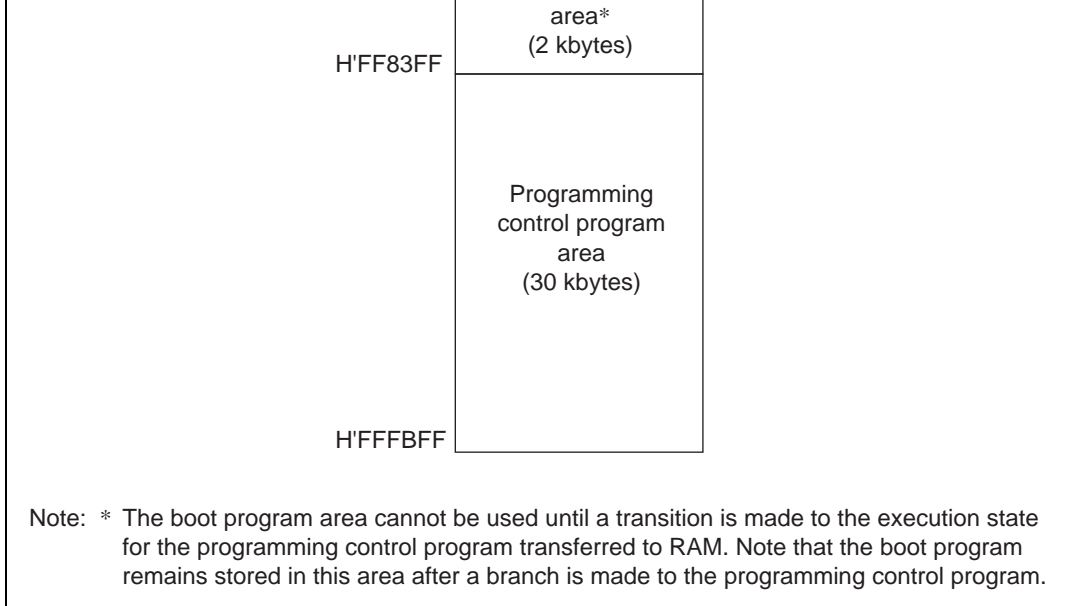 area*
(2 kbytes)
H'FF83FF
Programming
control program
area
(30 kbytes)
H'FFFBFF
Note: * The boot program area cannot be used until a transition is made to the execution state
for the programming control program transferred to RAM. Note that the boot program
remains stored in this area after a branch is made to the programming control program.